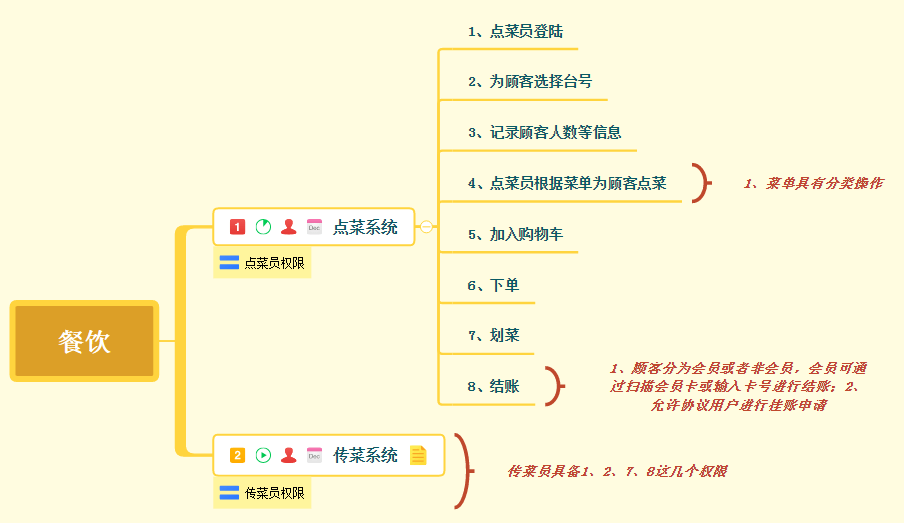 餐饮
1
Dec
点菜系统
点菜员权限
1、点菜员登陆
2、为顾客选择台号
3、记录顾客人数等信息
4、点菜员根据菜单为顾客点菜
1、菜单具有分类操作
5、加入购物车
6、下单
7、划菜
8、结账
1、顾客分为会员或者非会员，会员可通
过扫描会员卡或输入卡号进行结账；2、
允许协议用户进行挂账申请
2
Dec
传菜系统
传菜员权限
传菜员具备1、2、7、8这几个权限